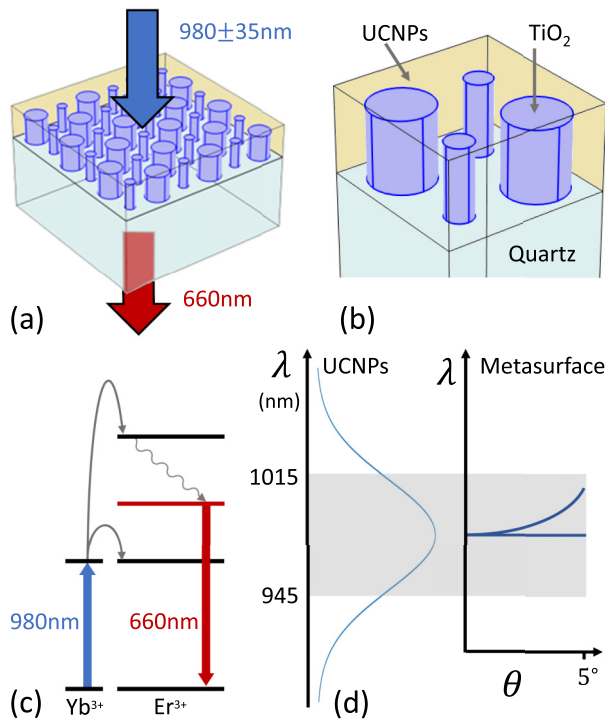 980±35nm
660nm
(a)
UCNPs
TiO₂
Quartz
(b)
980nm
660nm
Yb³⁺
Er³⁺
(c)
λ
(nm)
UCNPs
1015
945
λ
Metasurface
θ
5°
(d)